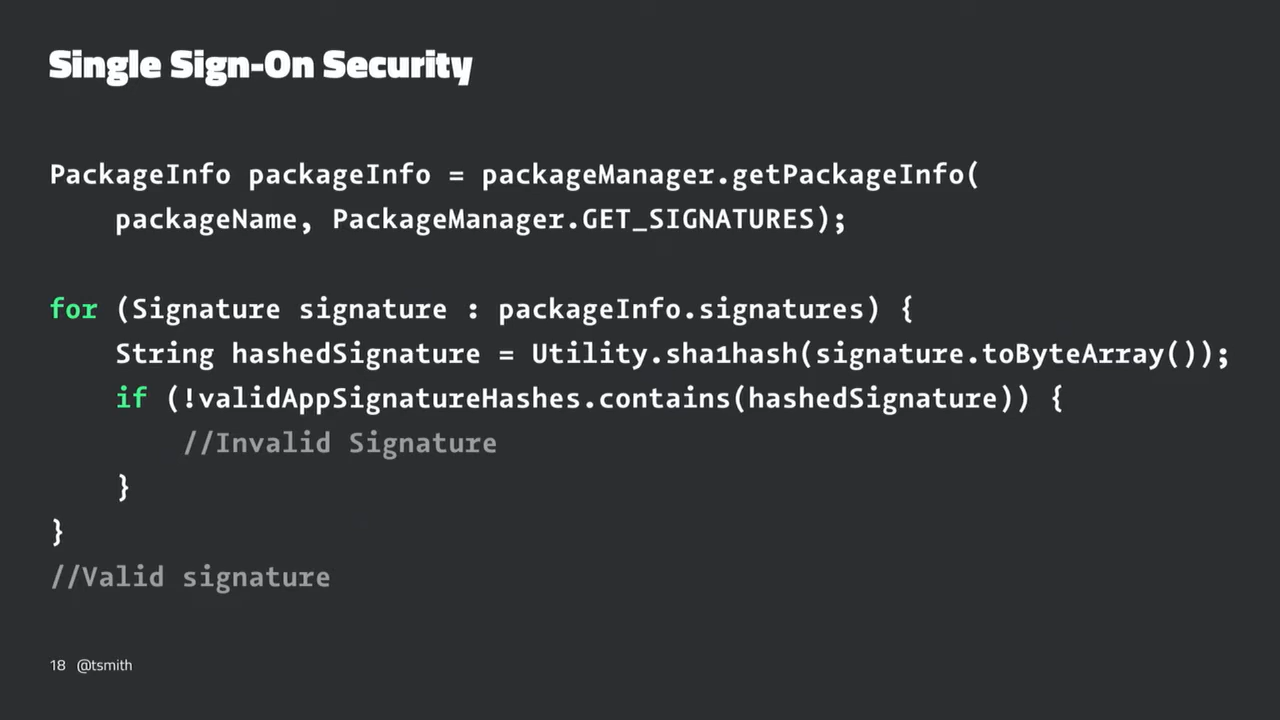 Single Sign-On Security
PackageInfo packageInfo = packageManager.getPackageInfo(
    packageName, PackageManager.GET_SIGNATURES);
for (Signature signature : packageInfo.signatures) {
    String hashedSignature = Utility.sha1hash(signature.toByteArray());
    if (!validAppSignatureHashes.contains(hashedSignature)) {
        //Invalid Signature
    }
}
//Valid signature
18 @tsmith